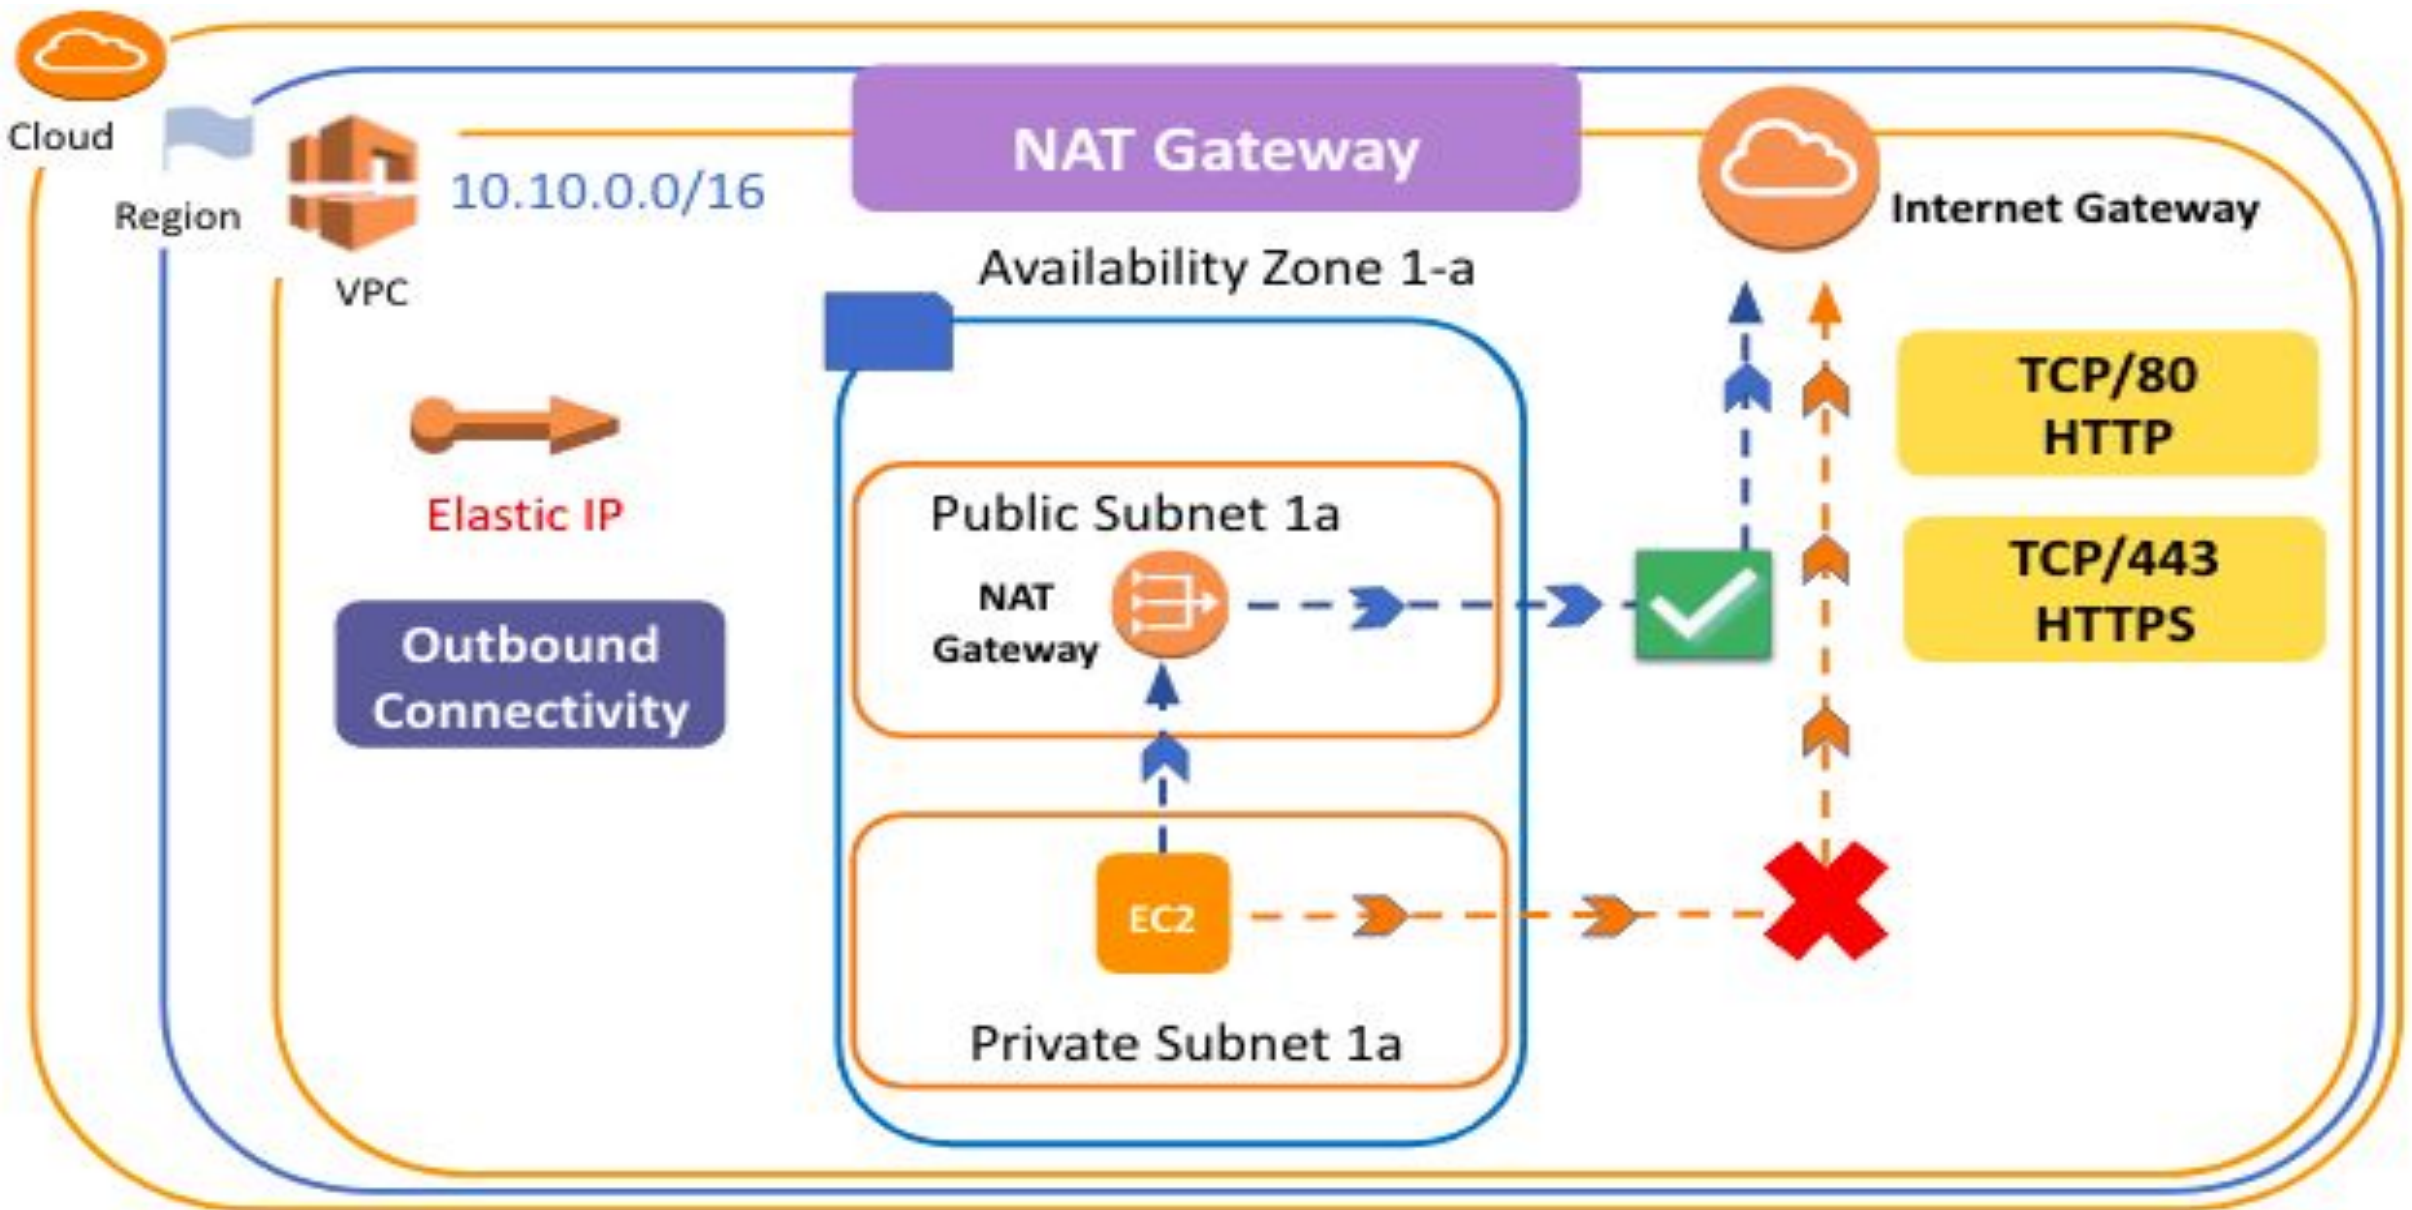 Cloud
Region
VPC
10.10.0.0/16
NAT Gateway
Internet Gateway
Availability Zone 1-a
Elastic IP
Outbound
Connectivity
Public Subnet 1a
NAT
Gateway
EC2
Private Subnet 1a
TCP/80
HTTP
TCP/443
HTTPS